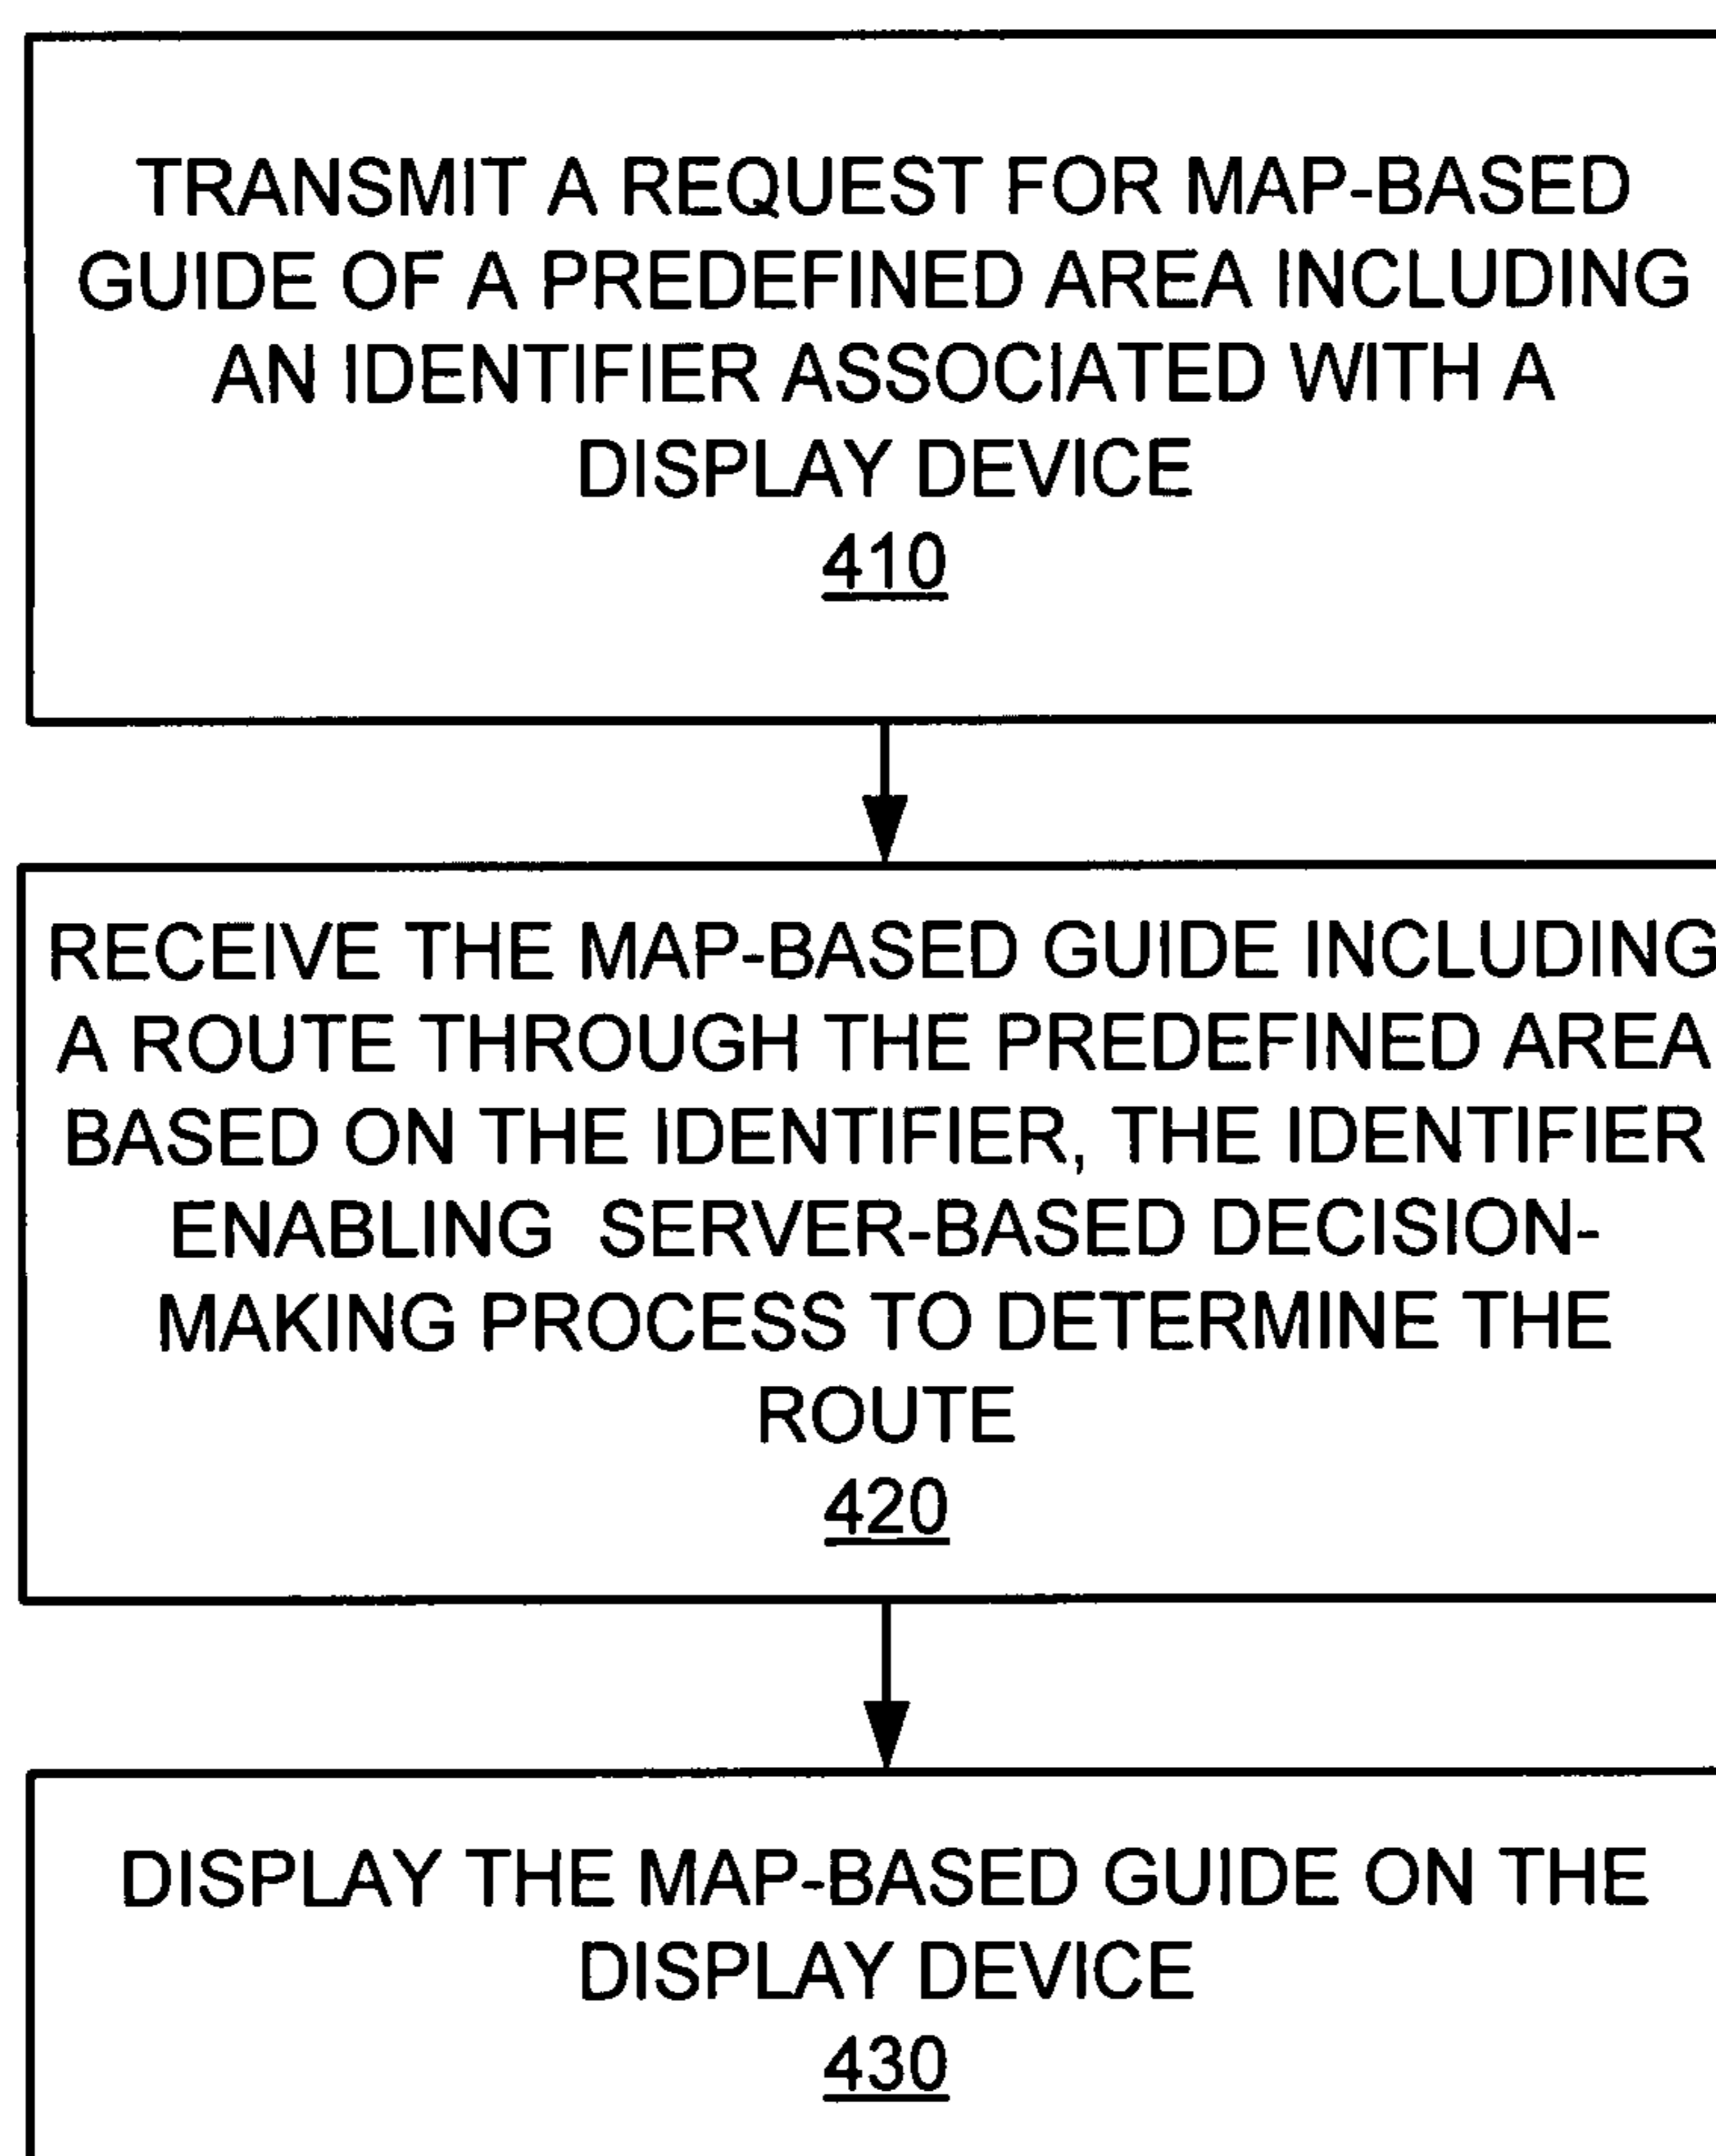 TRANSMIT A REQUEST FOR MAP-BASED
GUIDE OF A PREDEFINED AREA INCLUDING
AN IDENTIFIER ASSOCIATED WITH A
DISPLAY DEVICE
410
RECEIVE THE MAP-BASED GUIDE INCLUDING
A ROUTE THROUGH THE PREDEFINED AREA
BASED ON THE IDENTIFIER, THE IDENTIFIER
ENABLING SERVER-BASED DECISION-
MAKING PROCESS TO DETERMINE THE
ROUTE
420
DISPLAY THE MAP-BASED GUIDE ON THE
DISPLAY DEVICE
430